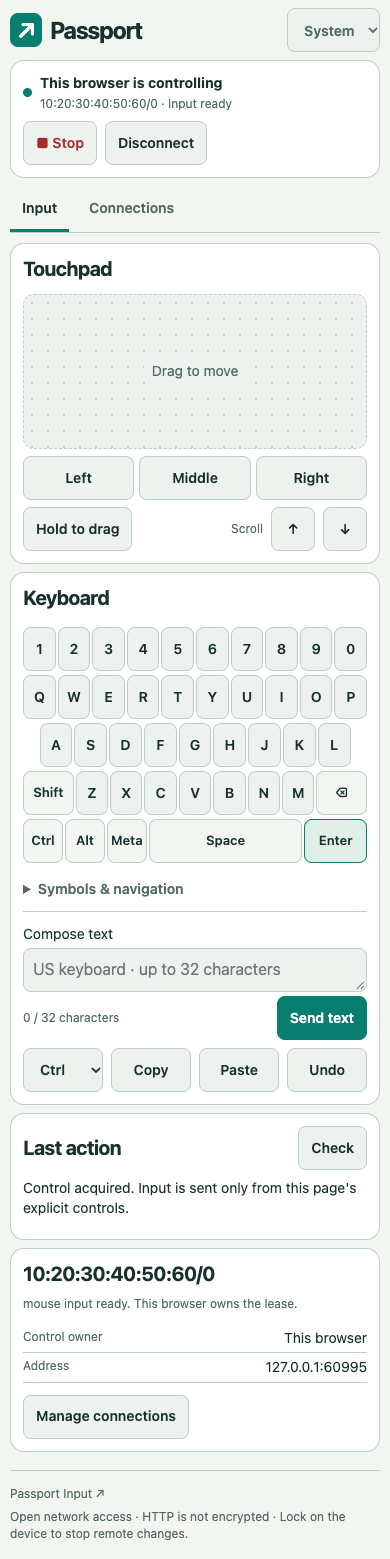 Passport
System
This browser is controlling
10:20:30:40:50:60/0 · Input ready
Stop
Disconnect
Input
Connections
Touchpad
Drag to move
Left
Middle
Right
Hold to drag
Scroll
↑
↓
Keyboard
1 2 3 4 5 6 7 8 9 0
Q W E R T Y U I O P
A S D F G H J K L
Shift Z X C V B N M ⌫
Ctrl Alt Meta Space Enter
Symbols & navigation
Compose text
US keyboard · up to 32 characters
0 / 32 characters
Send text
Ctrl
Copy
Paste
Undo
Last action
Check
Control acquired. Input is sent only from this page's
explicit controls.
10:20:30:40:50:60/0
mouse input ready. This browser owns the lease.
Control owner
This browser
Address
127.0.0.1:60995
Manage connections
Passport Input ↗
Open network access · HTTP is not encrypted · Lock on the
device to stop remote changes.